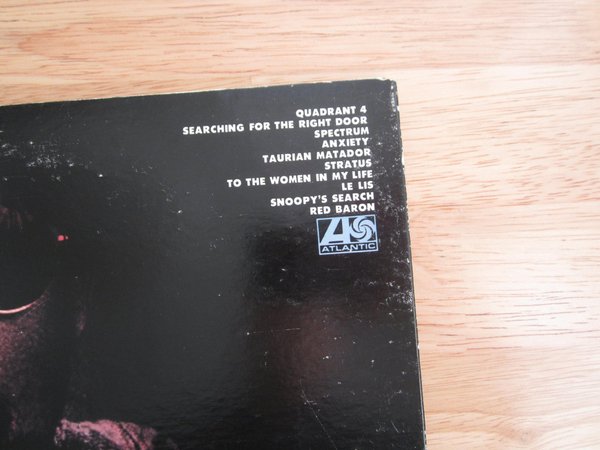 QUADRANT 4
SEARCHING FOR THE RIGHT DOOR
SPECTRUM
ANXIETY
TAURIAN MATADOR
STRATUS
TO THE WOMEN IN MY LIFE
LE LIS
SNOOPY'S SEARCH
RED BARON
ATLANTIC